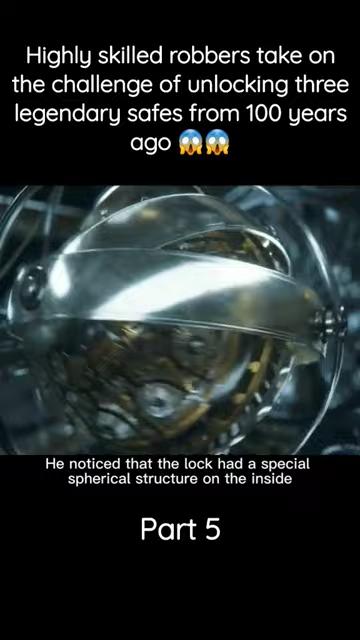 Highly skilled robbers take on
the challenge of unlocking three
legendary safes from 100 years
ago 😱😱
He noticed that the lock had a special
spherical structure on the inside
Part 5